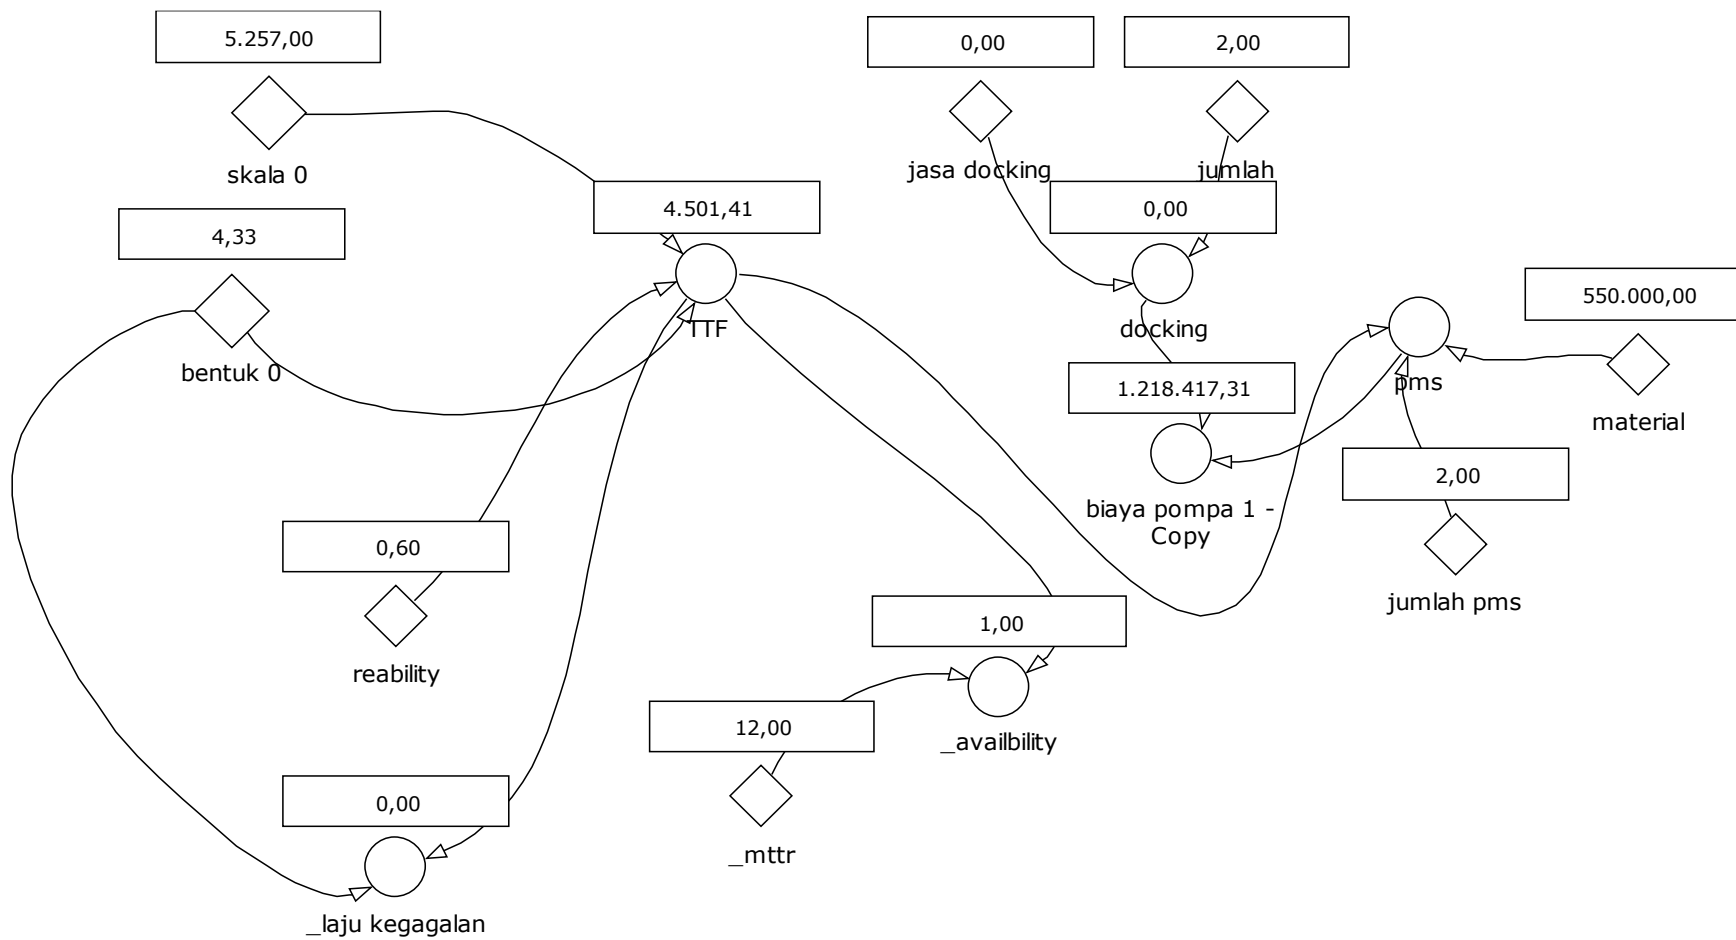 5.257,00
skala 0
4,33
bentuk 0
4.501,41
TTF
0,60
reability
0,00
_laju kegagalan
12,00
_mttr
1,00
_availbility
0,00
jasa docking
2,00
jumlah
0,00
docking
1.218.417,31
biaya pompa 1 -
Copy
pms
550.000,00
material
2,00
jumlah pms